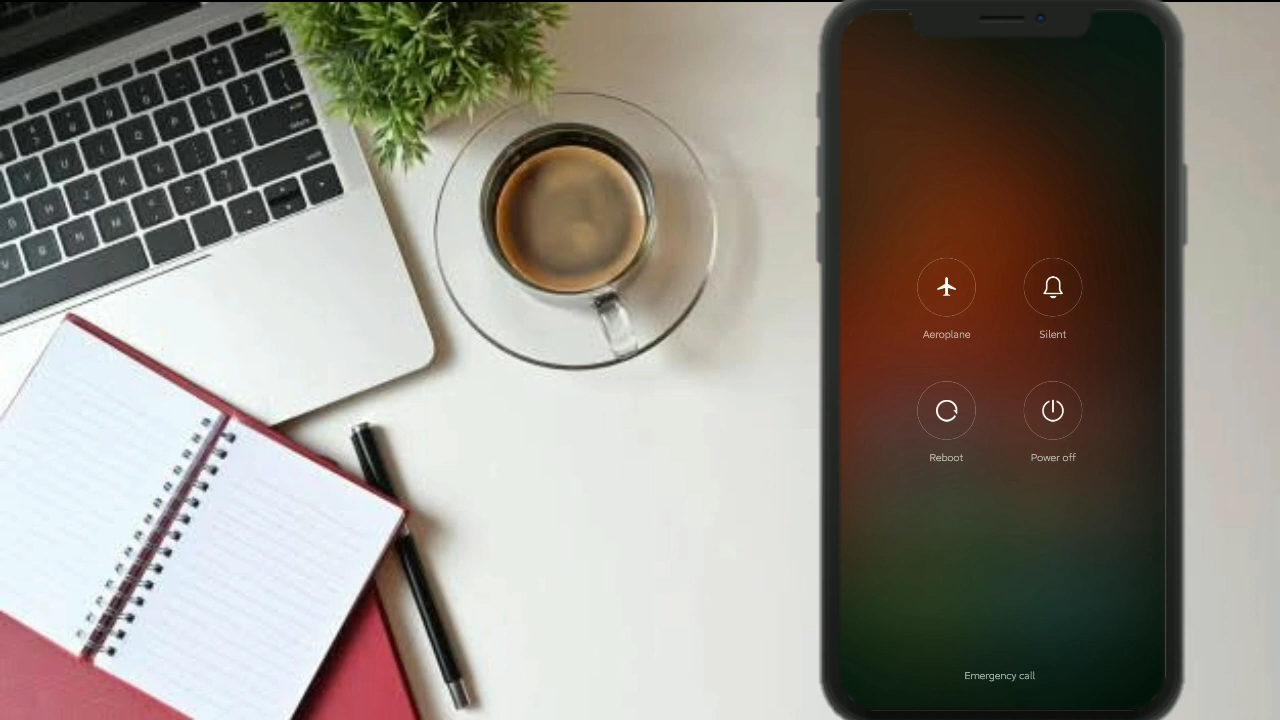 Aeroplane
Silent
Reboot
Power off
Emergency call